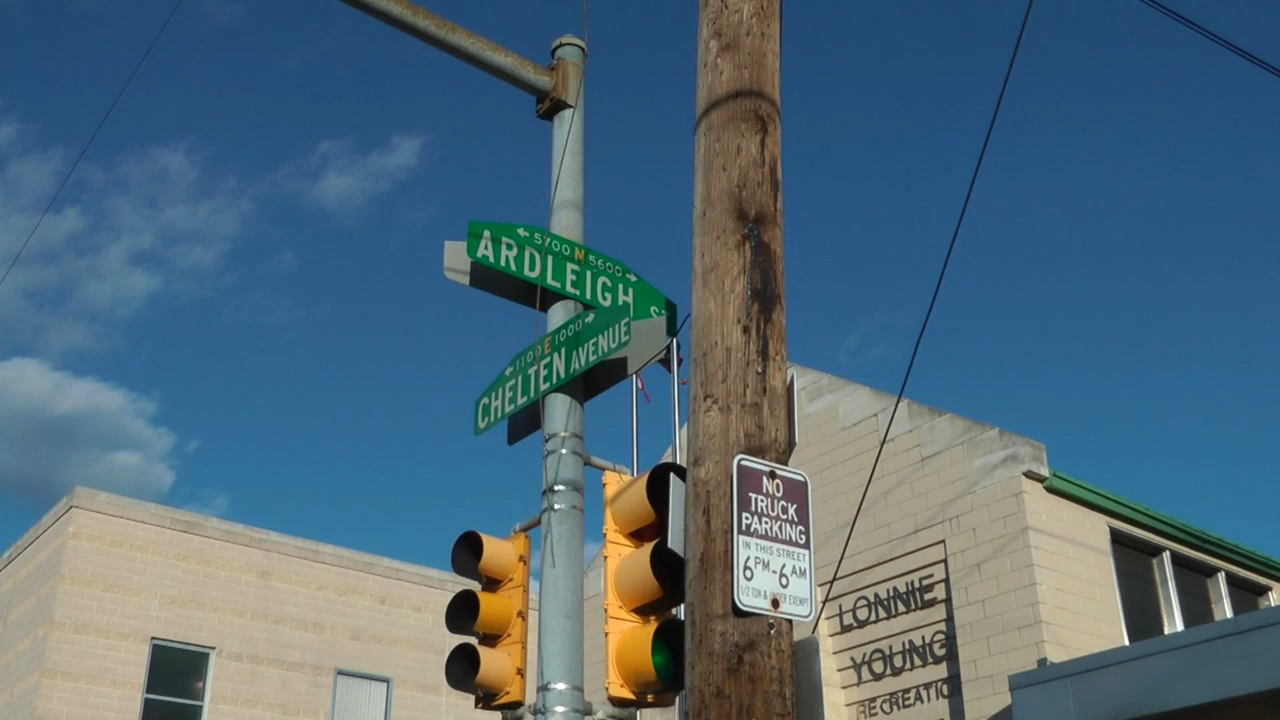 ← 5700 N 5600 →
ARDLEIGH
← 1100 E 1000 →
CHELTEN AVENUE
NO
TRUCK
PARKING
IN THIS STREET
6PM-6AM
1/2 TON & UNDER EXEMPT
LONNIE
YOUNG
RECREATIO